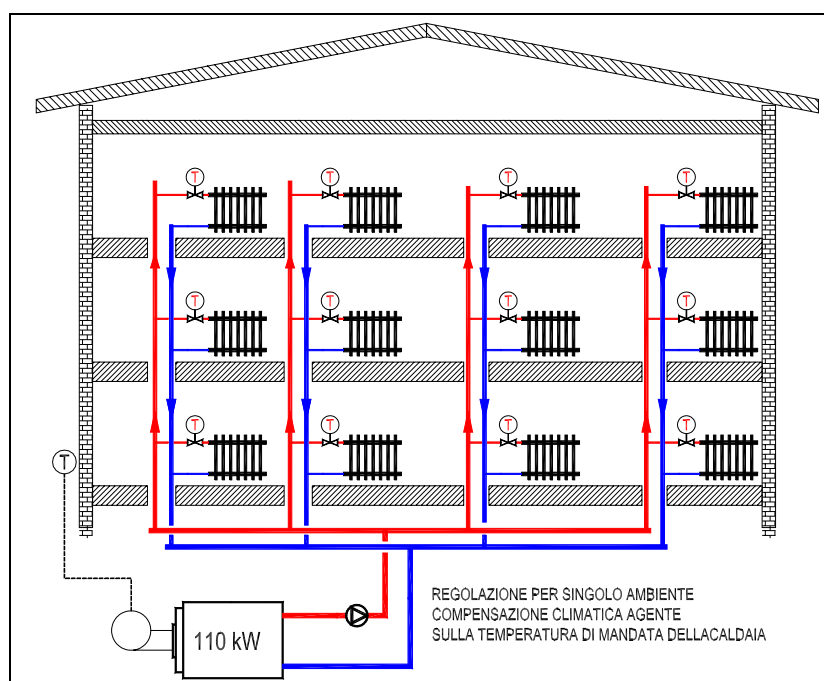 T T T T
T T T T
T T T T
T
110 kW
REGOLAZIONE PER SINGOLO AMBIENTE
COMPENSAZIONE CLIMATICA AGENTE
SULLA TEMPERATURA DI MANDATA DELLACALDAIA